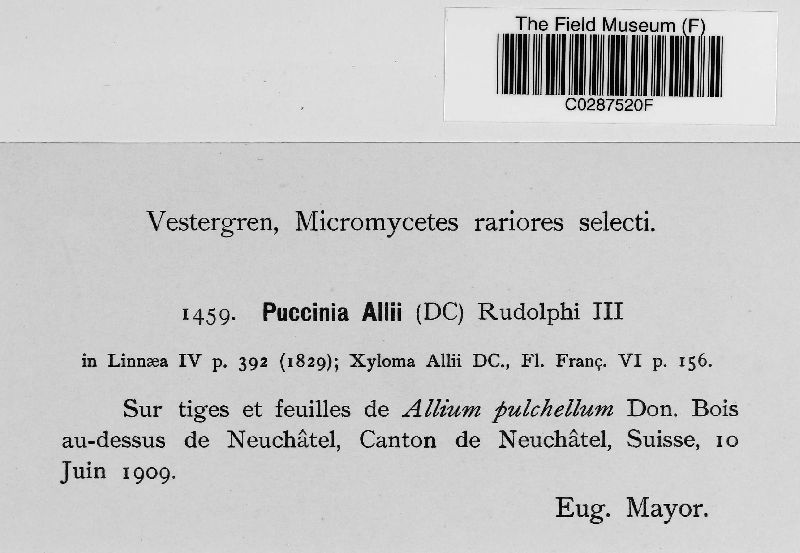 The Field Museum (F)
C0287520F
Vestergren, Micromycetes rariores selecti.
1459. Puccinia Allii (DC) Rudolphi III
in Linnæa IV p. 392 (1829); Xyloma Allii DC., Fl. Franç. VI p. 156.
Sur tiges et feuilles de Allium pulchellum Don. Bois
au-dessus de Neuchâtel, Canton de Neuchâtel, Suisse, 10
Juin 1909.
Eug. Mayor.